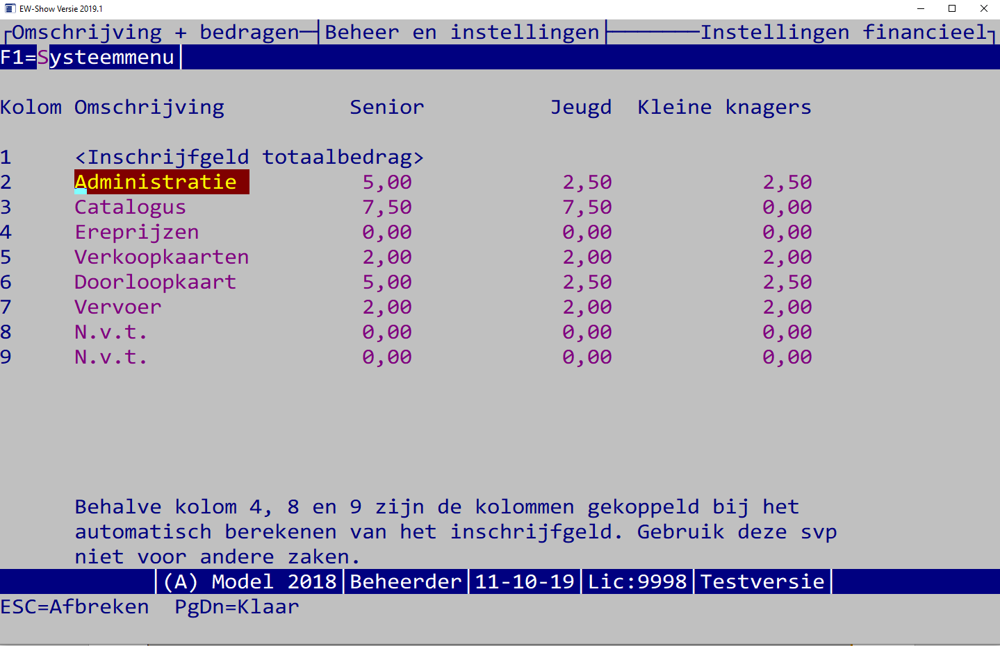 EW-Show Versie 2019.1
Omschrijving + bedragen Beheer en instellingen Instellingen financieel
F1=Systeemmenu
Kolom Omschrijving Senior Jeugd Kleine knagers
1 <Inschrijfgeld totaalbedrag>
2 Administratie 5,00 2,50 2,50
3 Catalogus 7,50 7,50 0,00
4 Ereprijzen 0,00 0,00 0,00
5 Verkoopkaarten 2,00 2,00 2,00
6 Doorloopkaart 5,00 2,50 2,50
7 Vervoer 2,00 2,00 2,00
8 N.v.t. 0,00 0,00 0,00
9 N.v.t. 0,00 0,00 0,00
Behalve kolom 4, 8 en 9 zijn de kolommen gekoppeld bij het
automatisch berekenen van het inschrijfgeld. Gebruik deze svp
niet voor andere zaken.
(A) Model 2018 Beheerder 11-10-19 Lic:9998 Testversie
ESC=Afbreken PgDn=Klaar